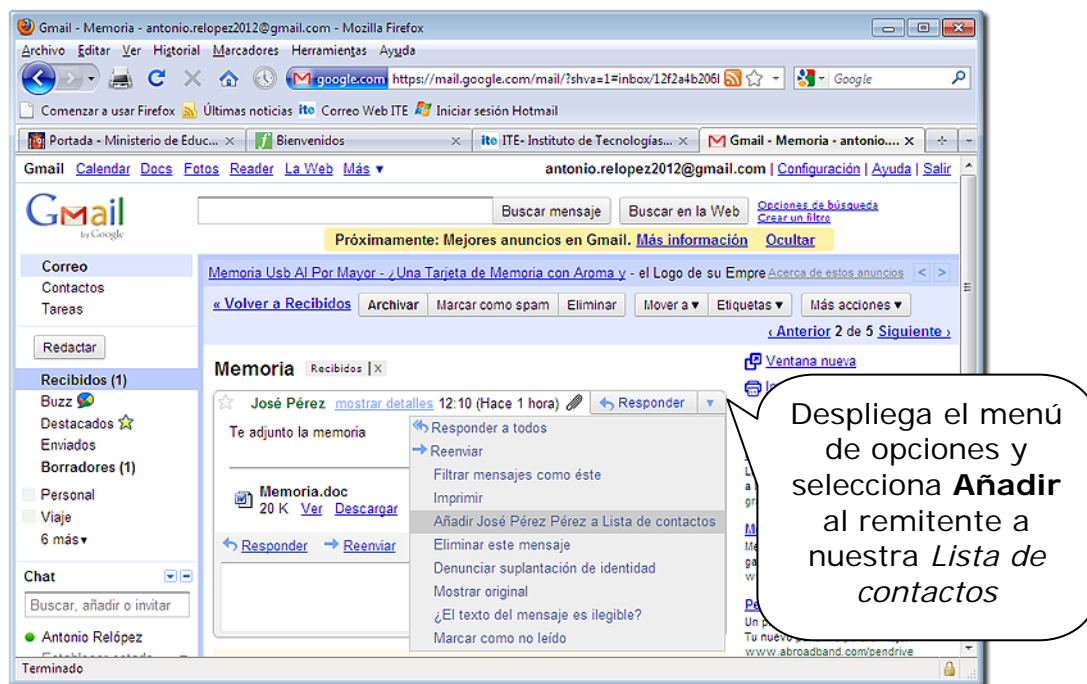 Gmail - Memoria - antonio.relopez2012@gmail.com - Mozilla Firefox
Archivo Editar Ver Historial Marcadores Herramientas Ayuda
google.com https://mail.google.com/mail/?shva=1#inbox/12f2a4b206l Google
Comenzar a usar Firefox Últimas noticias ite Correo Web ITE Iniciar sesión Hotmail
Portada - Ministerio de Educ... Bienvenidos ite ITE- Instituto de Tecnologías... Gmail - Memoria - antonio....
Gmail Calendar Docs Fotos Reader La Web Más ▼ antonio.relopez2012@gmail.com | Configuración | Ayuda | Salir
Gmail
by Google
Buscar mensaje Buscar en la Web Opciones de búsqueda
Crear un filtro
Próximamente: Mejores anuncios en Gmail. Más información Ocultar
Correo
Contactos
Tareas
Redactar
Recibidos (1)
Buzz
Destacados
Enviados
Borradores (1)
Personal
Viaje
6 más▼
Chat
Buscar, añadir o invitar
Antonio Relópez
Memoria Usb Al Por Mayor - ¿Una Tarjeta de Memoria con Aroma y - el Logo de su Empre Acerca de estos anuncios < >
« Volver a Recibidos Archivar Marcar como spam Eliminar Mover a ▼ Etiquetas ▼ Más acciones ▼
‹ Anterior 2 de 5 Siguiente ›
Memoria Recibidos | X
José Pérez mostrar detalles 12:10 (Hace 1 hora) Responder
Te adjunto la memoria
Memoria.doc
20 K Ver Descargar
Responder Reenviar
Responder a todos
Reenviar
Filtrar mensajes como éste
Imprimir
Añadir José Pérez Pérez a Lista de contactos
Eliminar este mensaje
Denunciar suplantación de identidad
Mostrar original
¿El texto del mensaje es ilegible?
Marcar como no leído
Ventana nueva
Tu nuevo
www.abroadband.com/pendrive
Terminado
Despliega el menú
de opciones y
selecciona Añadir
al remitente a
nuestra Lista de
contactos